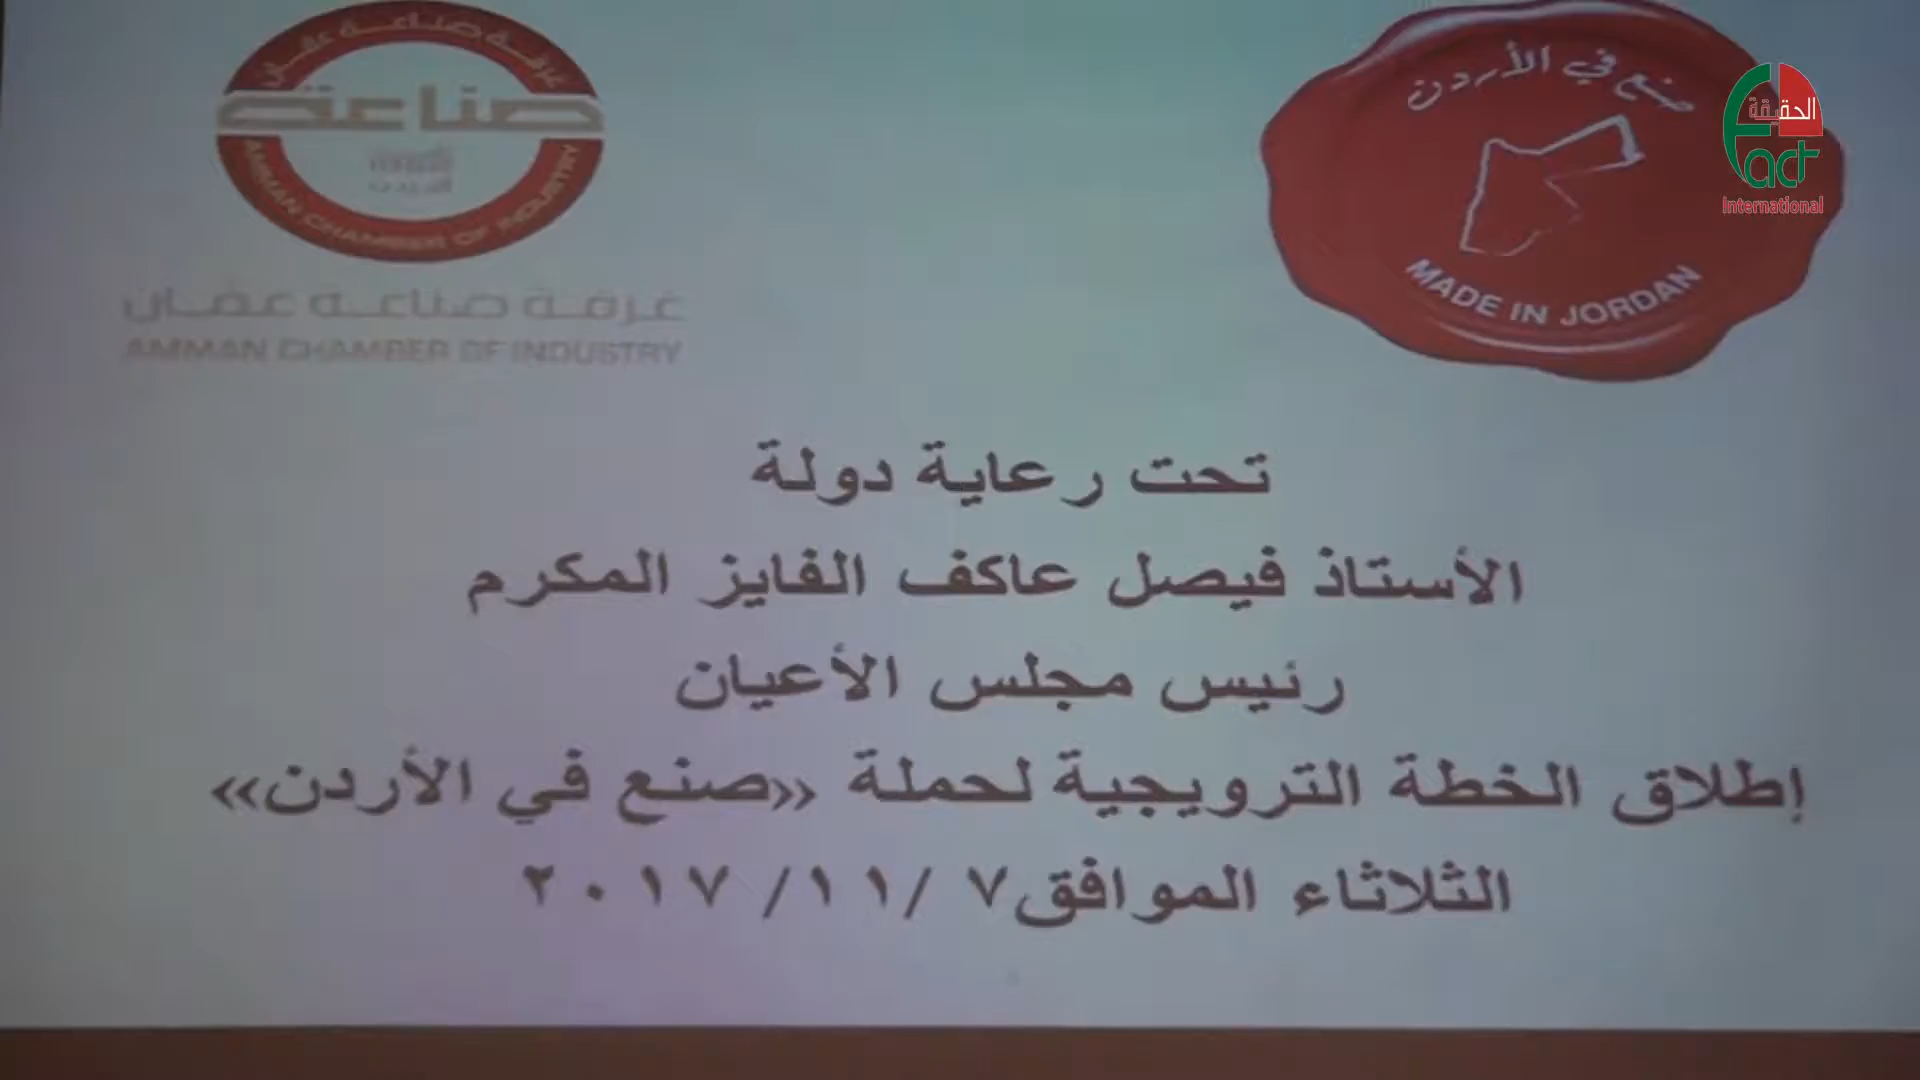 غرفة صناعة عمان
صناعة
AMMAN CHAMBER OF INDUSTRY
غرفة صناعة عمان
AMMAN CHAMBER OF INDUSTRY
صنع في الأردن
MADE IN JORDAN
الحقيقة
Fact
International
تحت رعاية دولة
الأستاذ فيصل عاكف الفايز المكرم
رئيس مجلس الأعيان
إطلاق الخطة الترويجية لحملة «صنع في الأردن»
الثلاثاء الموافق٧ /١١/ ٢٠١٧